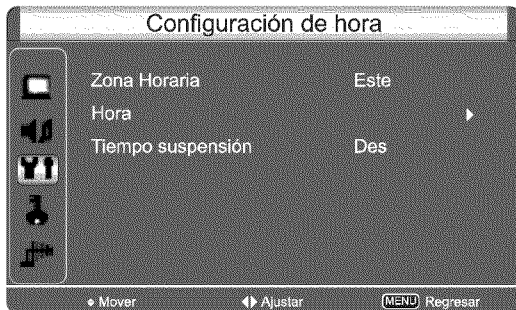 Configuración de hora
Zona Horaria Este
Hora
Tiempo suspensión Des
Mover Ajustar MENU Regresar